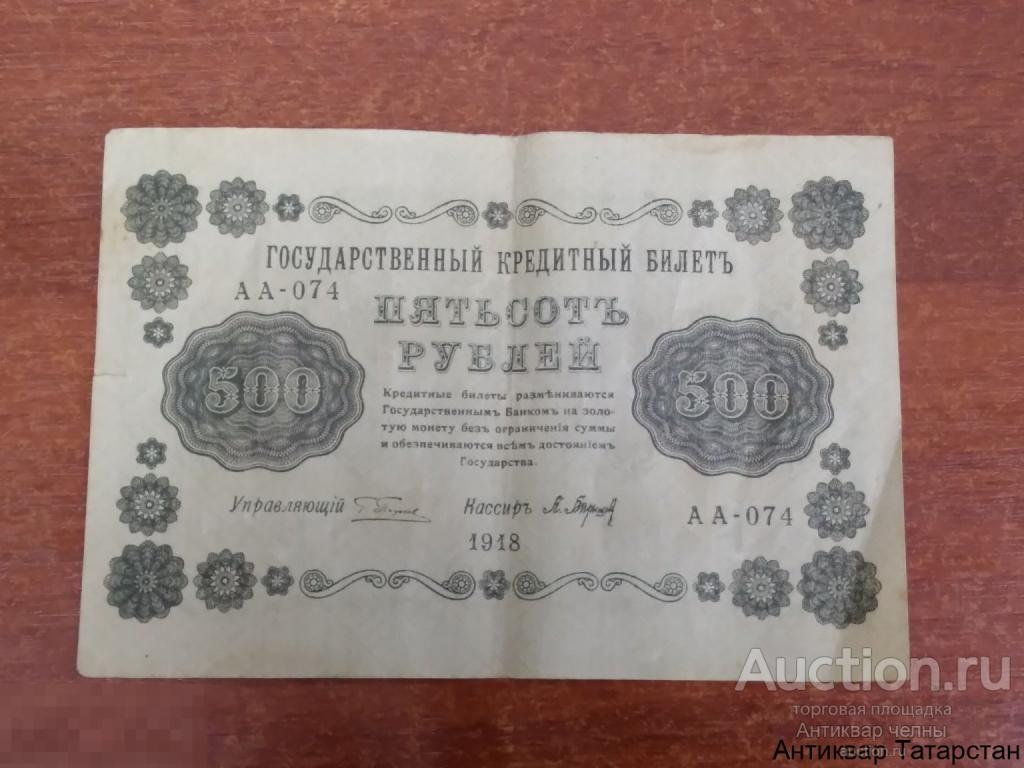 ГОСУДАРСТВЕННЫЙ КРЕДИТНЫЙ БИЛЕТЪ
АА-074
ПЯТЬСОТЪ
РУБЛЕЙ
500
500
Кредитные билеты размѣниваются
Государственнымъ Банкомъ на золо-
тую монету безъ ограниченія суммы
и обезпечиваются всѣмъ достояніемъ
Государства.
Управляющій
Кассиръ
АА-074
1918
Auction.ru
торговая площадка
Антиквар челны
auction.ru
Антиквар Татарстан